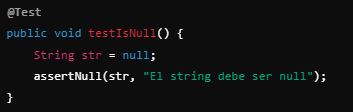 @Test
public void testIsNull() {
    String str = null;
    assertNull(str, "El string debe ser null");
}